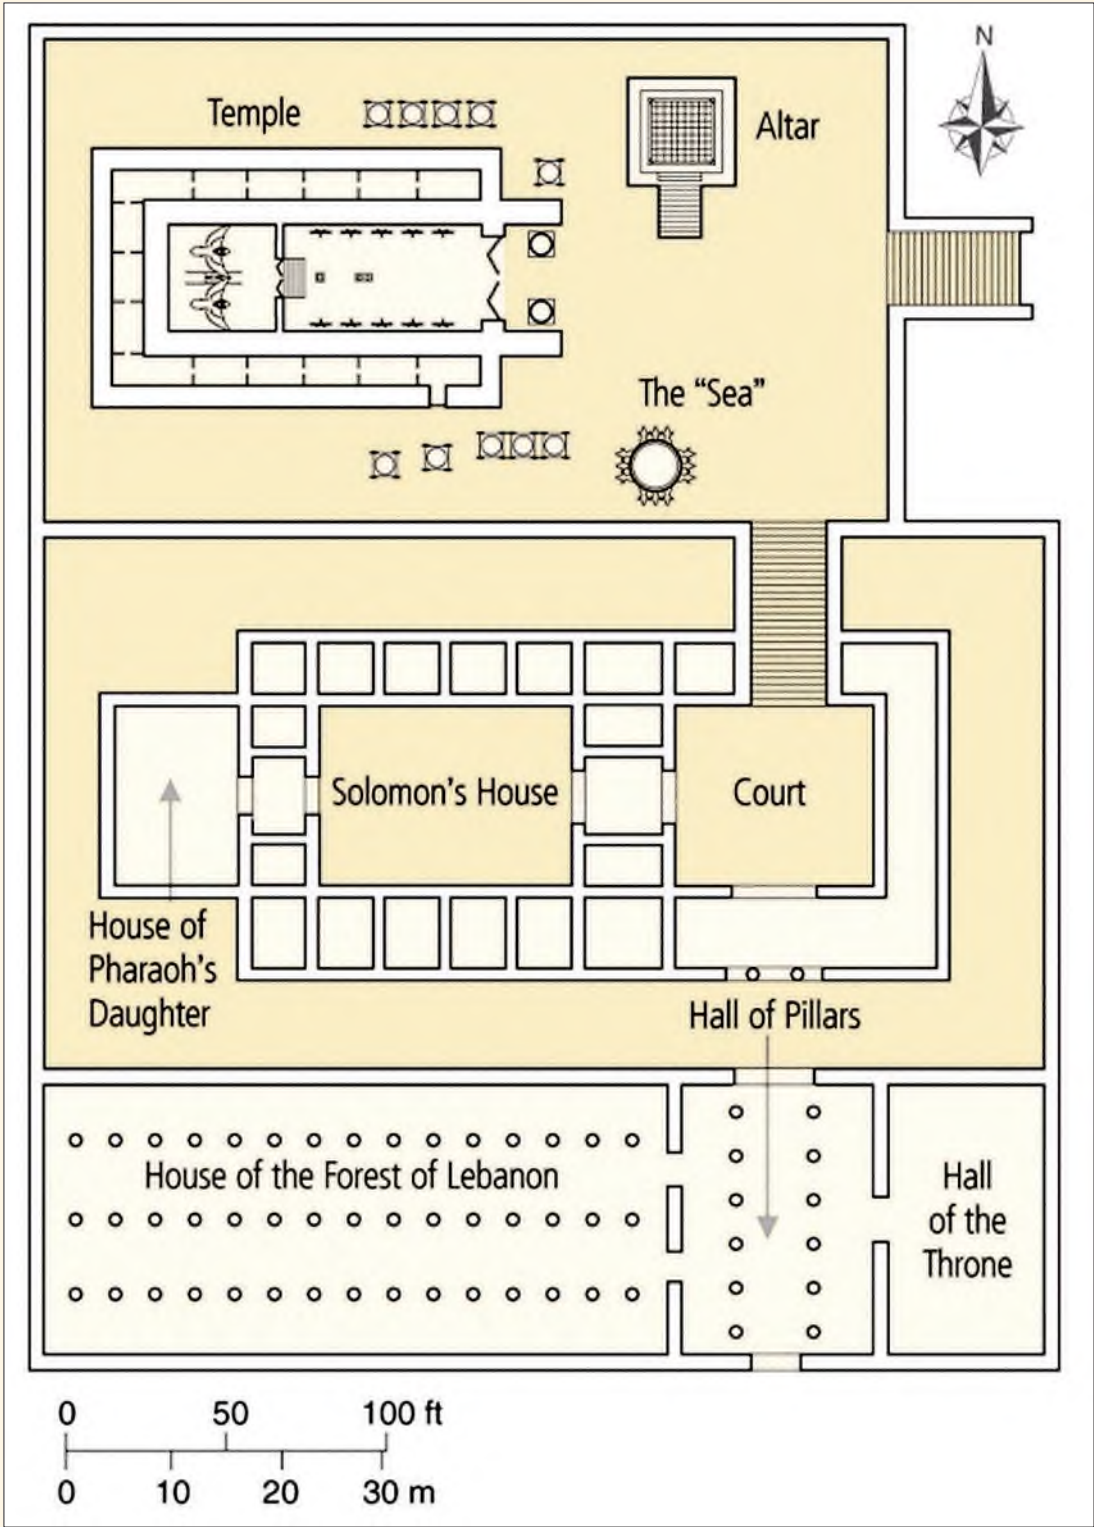 N
Temple
Altar
The “Sea”
Solomon’s House
Court
House of
Pharaoh’s
Daughter
Hall of Pillars
House of the Forest of Lebanon
Hall
of the
Throne
0 50 100 ft
0 10 20 30 m